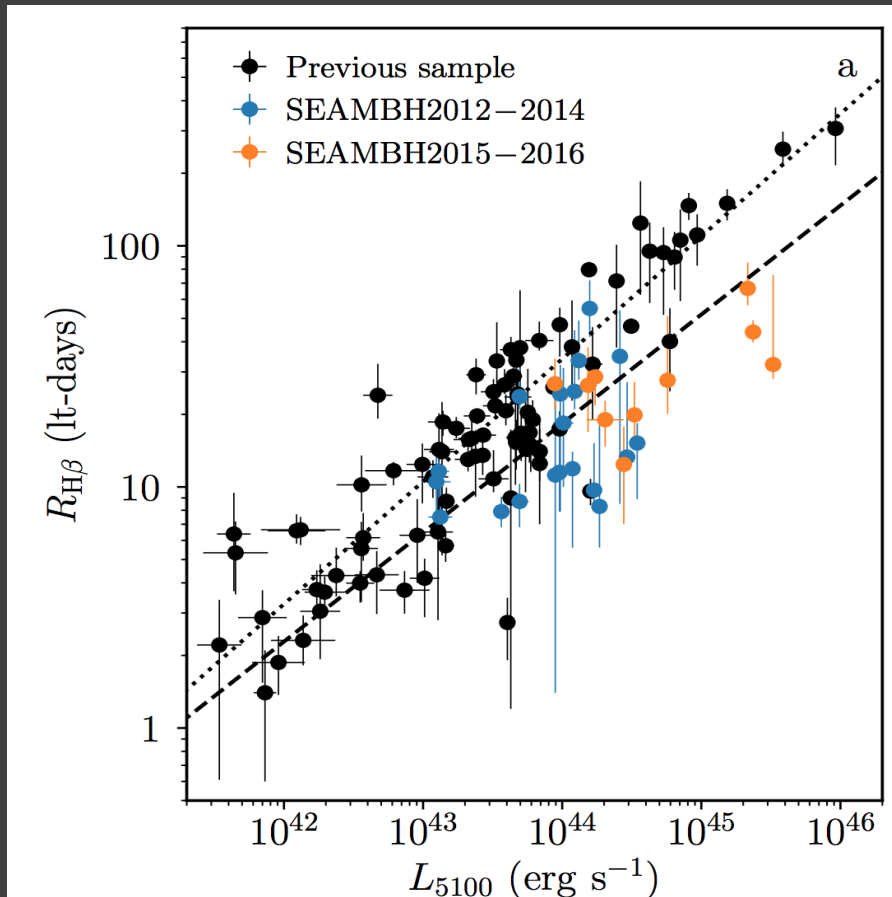 a
Previous sample
SEAMBH2012−2014
SEAMBH2015−2016
100
10
1
R_Hβ (lt-days)
10^42 10^43 10^44 10^45 10^46
L_5100 (erg s^−1)